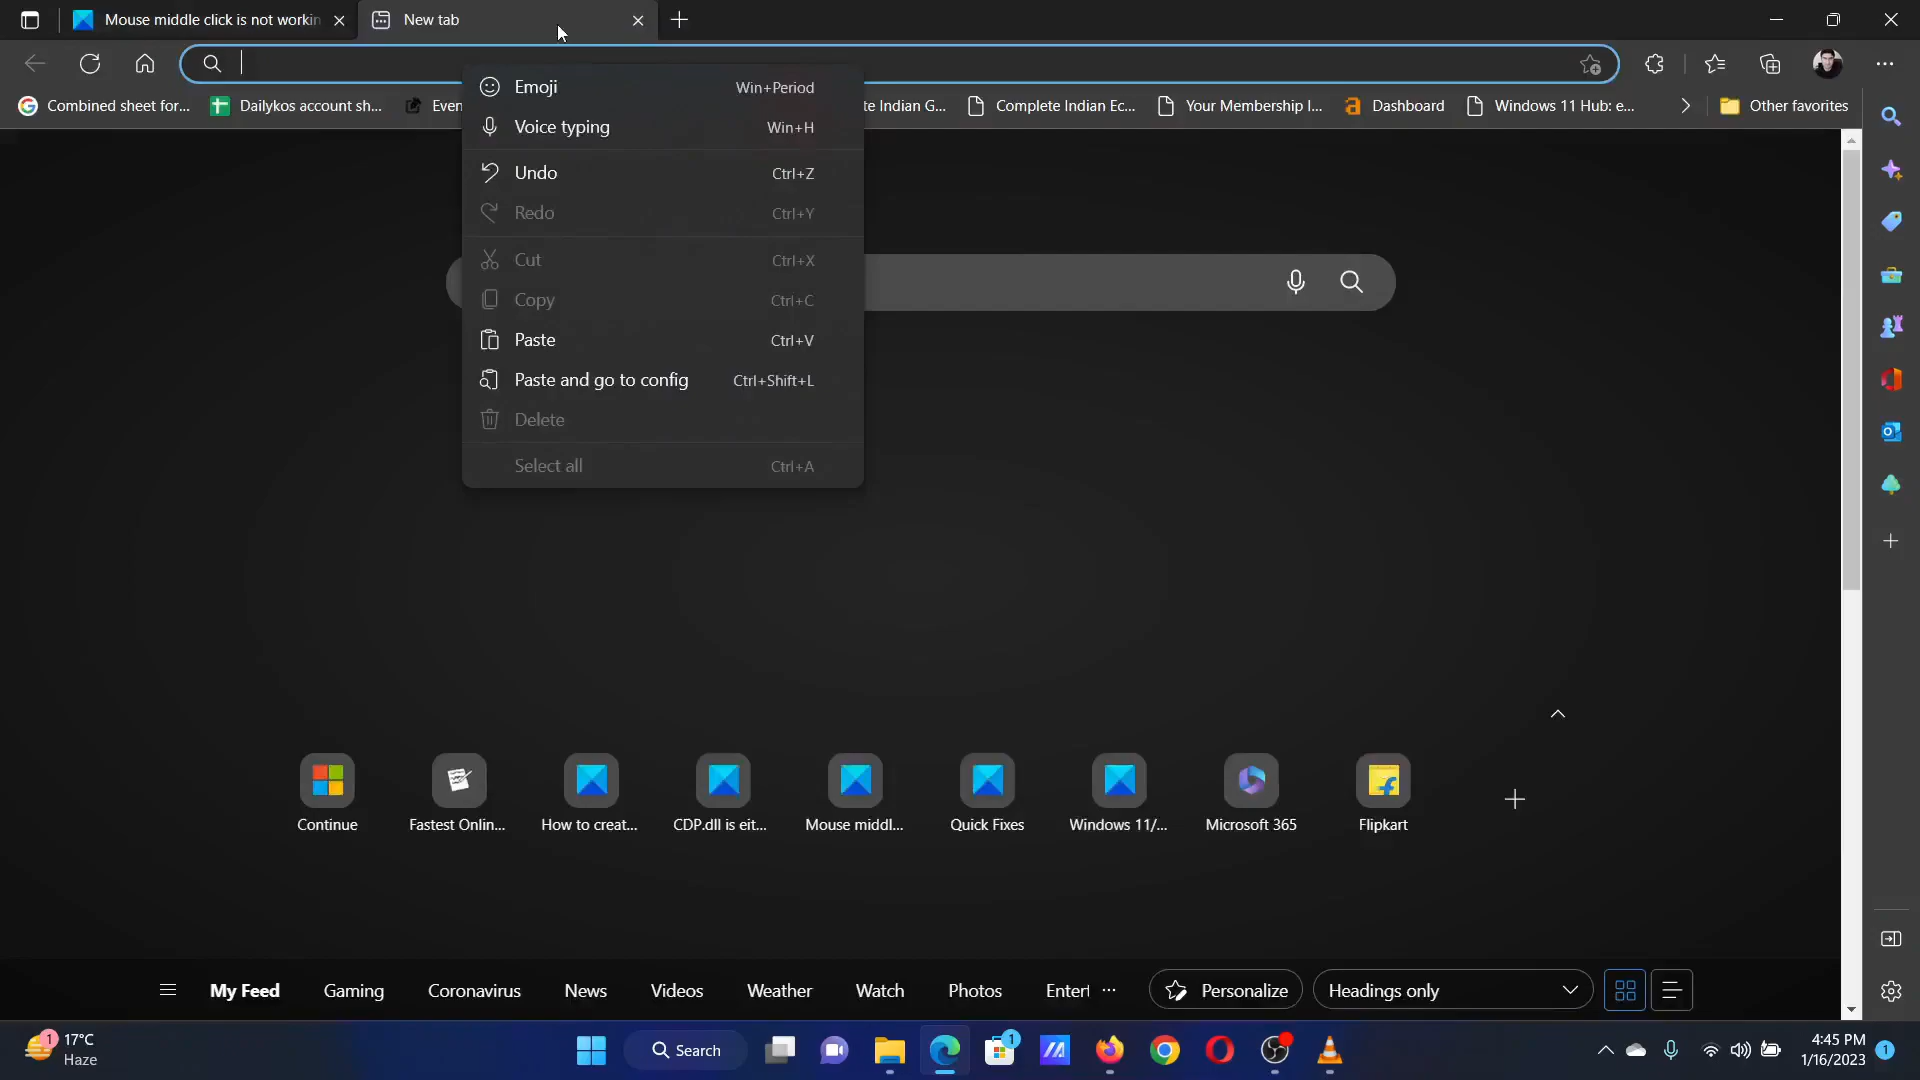 Mouse middle click is not workin
New tab
Combined sheet for...
Dailykos account sh...
Even
te Indian G...
Complete Indian Ec...
Your Membership I...
Dashboard
Windows 11 Hub: e...
Other favorites
Emoji Win+Period
Voice typing Win+H
Undo Ctrl+Z
Redo Ctrl+Y
Cut Ctrl+X
Copy Ctrl+C
Paste Ctrl+V
Paste and go to config Ctrl+Shift+L
Delete
Select all Ctrl+A
Continue
Fastest Onlin...
How to creat...
CDP.dll is eit...
Mouse middl...
Quick Fixes
Windows 11/...
Microsoft 365
Flipkart
My Feed
Gaming
Coronavirus
News
Videos
Weather
Watch
Photos
Entert
Personalize
Headings only
1
17°C
Haze
Search
1
4:45 PM
1/16/2023
1